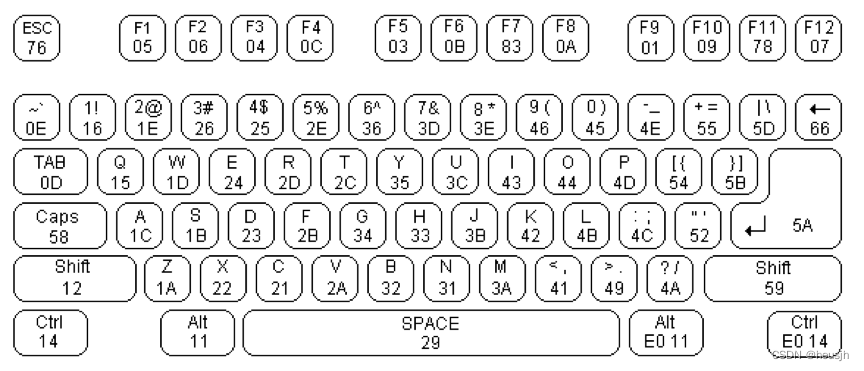 ESC F1 F2 F3 F4 F5 F6 F7 F8 F9 F10 F11 F12
76 05 06 04 0C 03 0B 83 0A 01 09 78 07
~` 1! 2@ 3# 4$ 5% 6^ 7& 8* 9( 0) -_ += |\ ←
0E 16 1E 26 25 2E 36 3D 3E 46 45 4E 55 5D 66
TAB Q W E R T Y U I O P [{ }]
0D 15 1D 24 2D 2C 35 3C 43 44 4D 54 5B
Caps A S D F G H J K L : ; " ' ↵ 5A
58 1C 1B 23 2B 34 33 3B 42 4B 4C 52
Shift Z X C V B N M < , > . ? / Shift
12 1A 22 21 2A 32 31 3A 41 49 4A 59
Ctrl Alt SPACE Alt Ctrl
14 11 29 E0 11 E0 14
CSDN @housjh